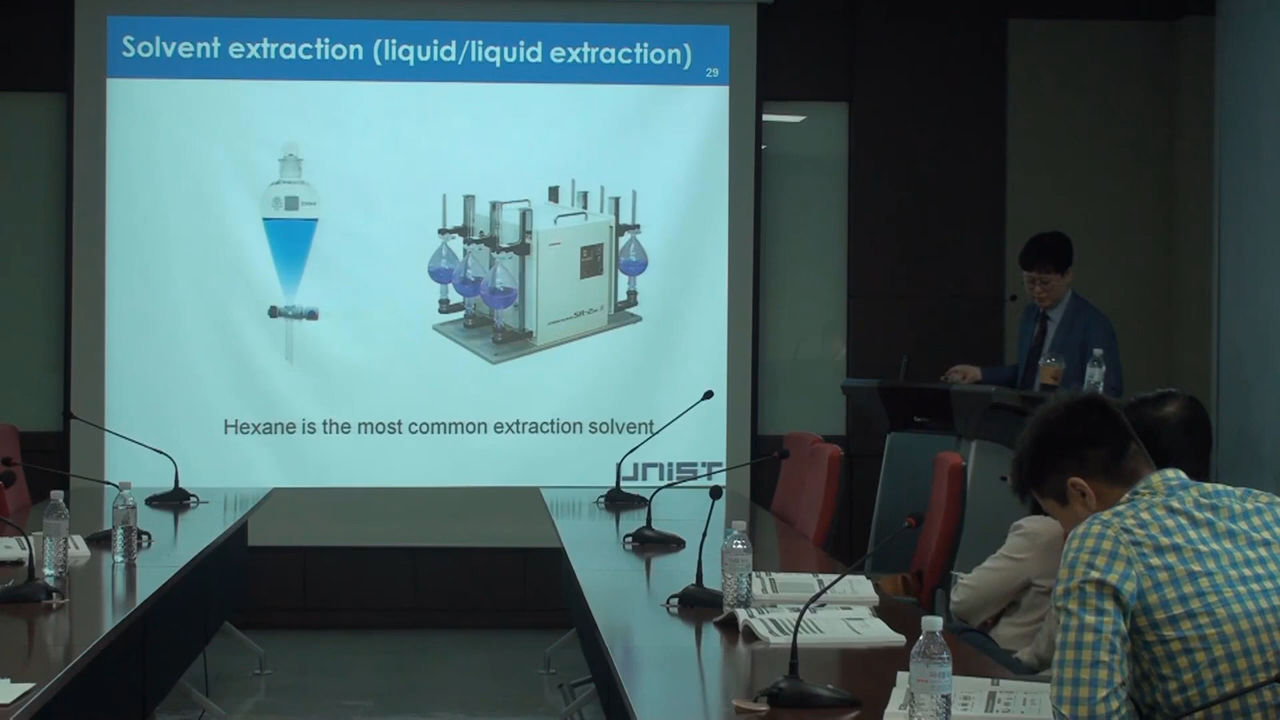 Solvent extraction (liquid/liquid extraction)
29
Hexane is the most common extraction solvent
UNIST